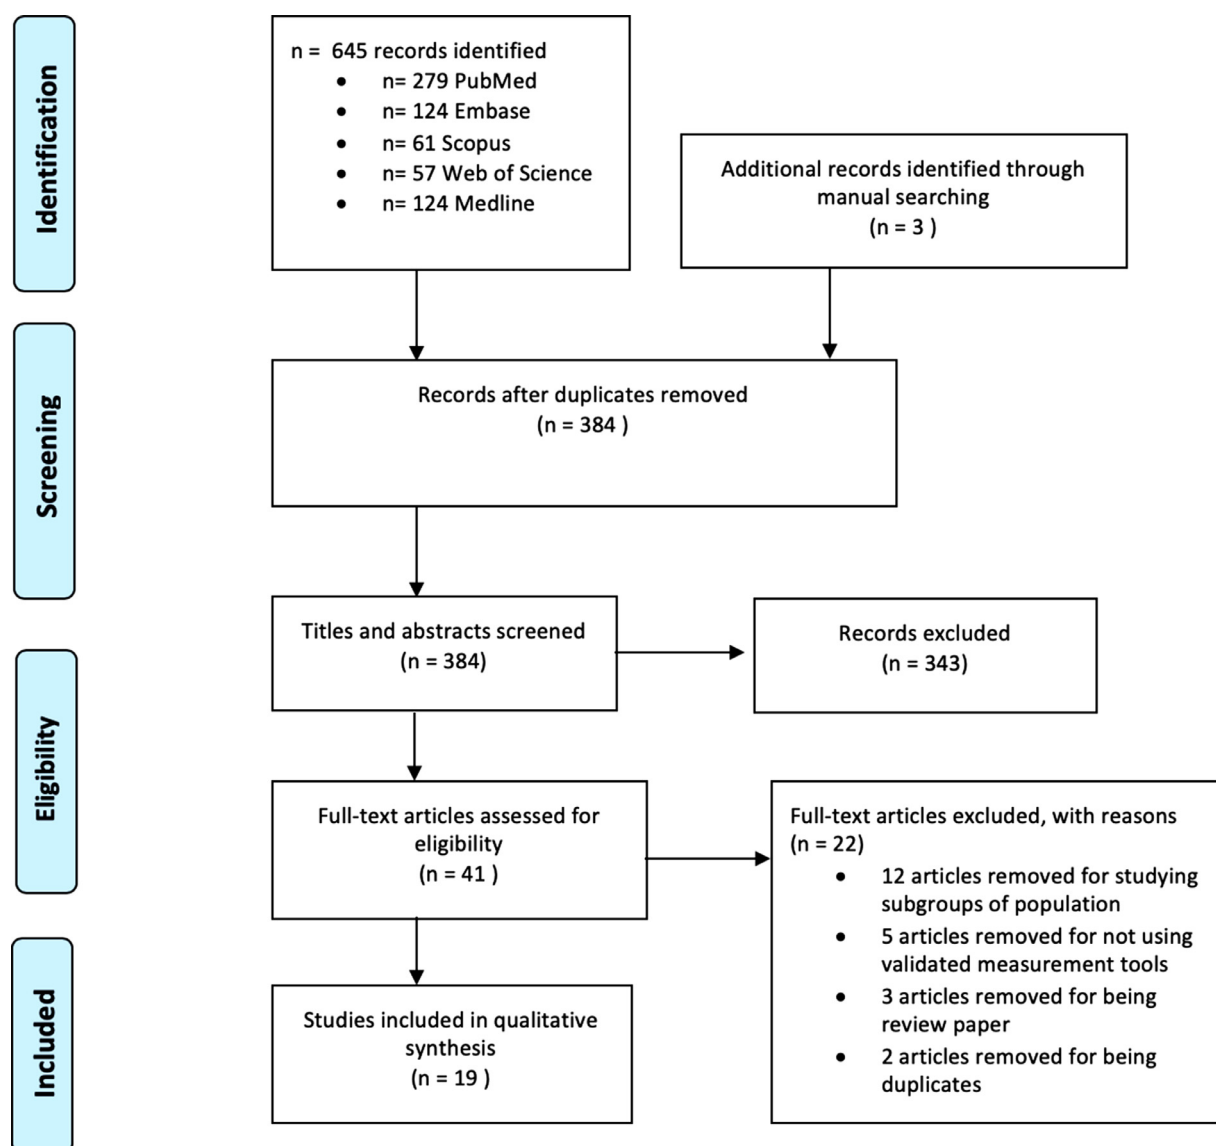 Identification
n = 645 records identified
• n= 279 PubMed
• n= 124 Embase
• n= 61 Scopus
• n= 57 Web of Science
• n= 124 Medline
Additional records identified through
manual searching
(n = 3 )
Screening
Records after duplicates removed
(n = 384 )
Titles and abstracts screened
(n = 384)
Records excluded
(n = 343)
Eligibility
Full-text articles assessed for
eligibility
(n = 41 )
Full-text articles excluded, with reasons
(n = 22)
• 12 articles removed for studying
subgroups of population
• 5 articles removed for not using
validated measurement tools
• 3 articles removed for being
review paper
• 2 articles removed for being
duplicates
Included
Studies included in qualitative
synthesis
(n = 19 )